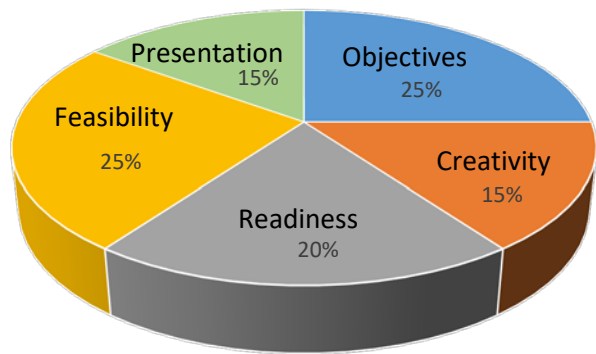 Presentation
15%
Objectives
25%
Feasibility
25%
Creativity
15%
Readiness
20%